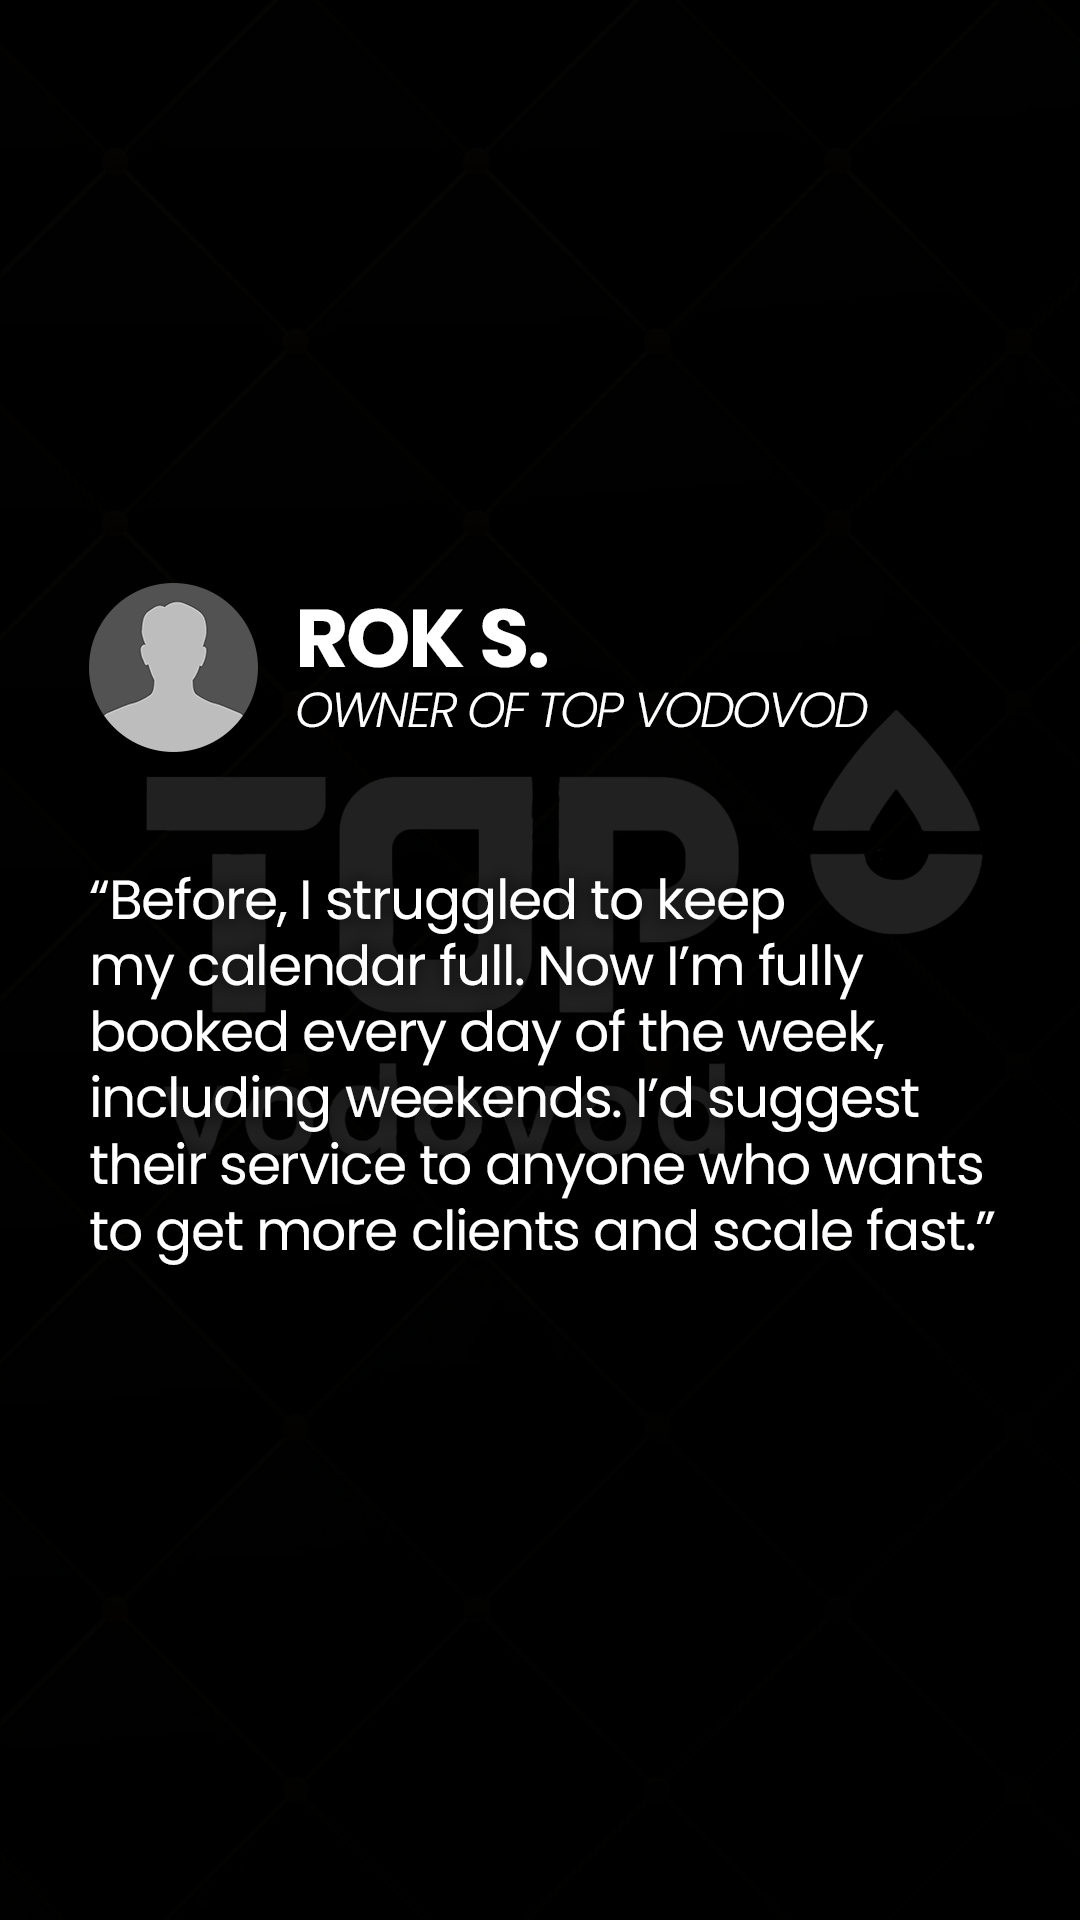 ROK S.
OWNER OF TOP VODOVOD
TOP
vodovod
“Before, I struggled to keep
my calendar full. Now I’m fully
booked every day of the week,
including weekends. I’d suggest
their service to anyone who wants
to get more clients and scale fast.”